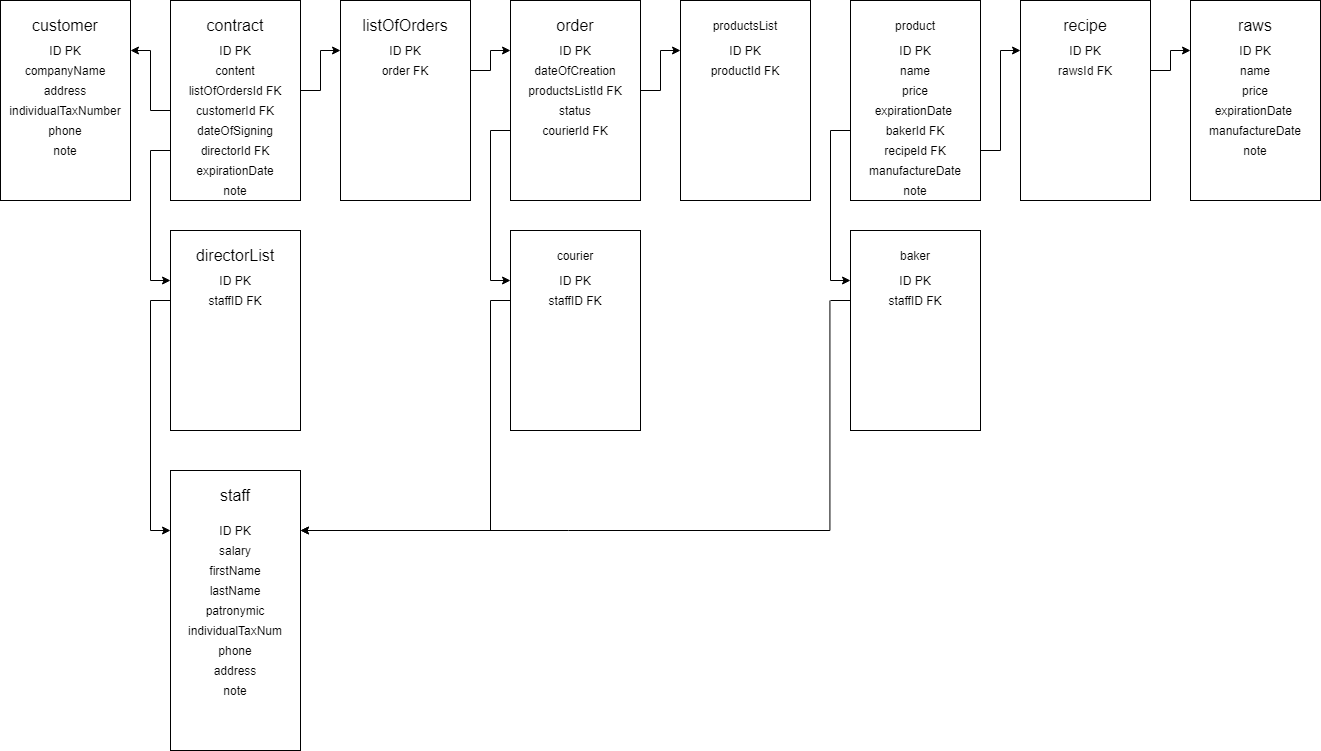 customer
ID PK
companyName
address
individualTaxNumber
phone
note
contract
ID PK
content
listOfOrdersId FK
customerId FK
dateOfSigning
directorId FK
expirationDate
note
listOfOrders
ID PK
order FK
order
ID PK
dateOfCreation
productsListId FK
status
courierId FK
productsList
ID PK
productId FK
product
ID PK
name
price
expirationDate
bakerId FK
recipeId FK
manufactureDate
note
recipe
ID PK
rawsId FK
raws
ID PK
name
price
expirationDate
manufactureDate
note
directorList
ID PK
staffID FK
courier
ID PK
staffID FK
baker
ID PK
staffID FK
staff
ID PK
salary
firstName
lastName
patronymic
individualTaxNum
phone
address
note